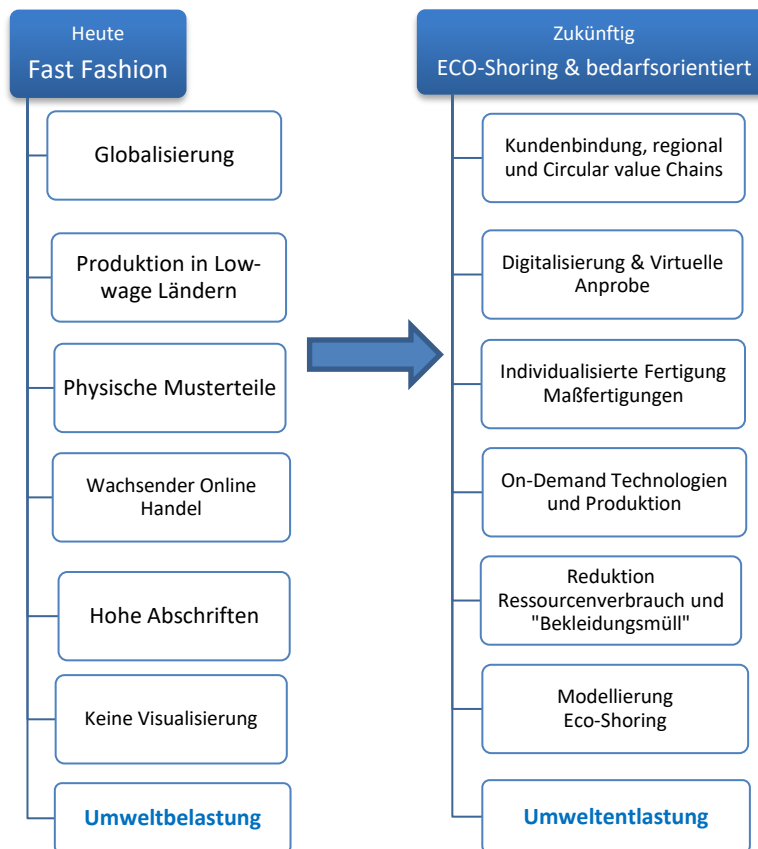 Heute
Fast Fashion
Globalisierung
Produktion in Low-
wage Ländern
Physische Musterteile
Wachsender Online
Handel
Hohe Abschriften
Keine Visualisierung
Umweltbelastung
Zukünftig
ECO-Shoring & bedarfsorientiert
Kundenbindung, regional
und Circular value Chains
Digitalisierung & Virtuelle
Anprobe
Individualisierte Fertigung
Maßfertigungen
On-Demand Technologien
und Produktion
Reduktion
Ressourcenverbrauch und
"Bekleidungsmüll"
Modellierung
Eco-Shoring
Umweltentlastung